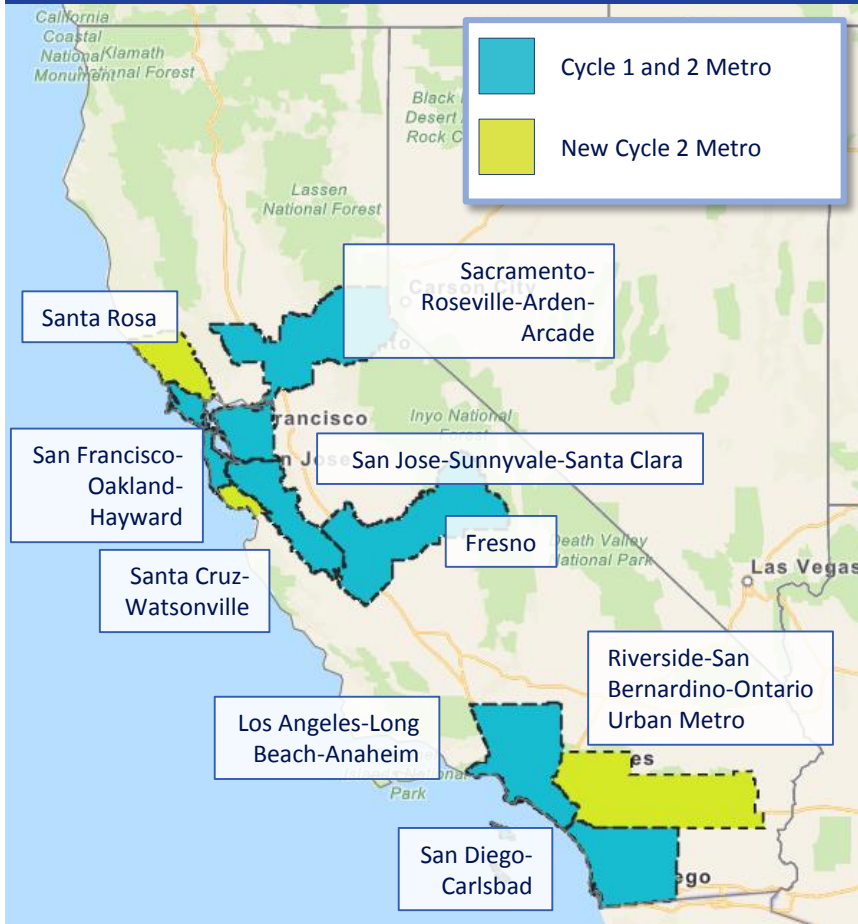 California
Coastal
National
Monument
Klamath
National Forest
Cycle 1 and 2 Metro
New Cycle 2 Metro
Black
Desert
Rock C
Lassen
National Forest
Sacramento-
Roseville-Arden-
Arcade
Carson City
Santa Rosa
Inyo National
rancisco
San Francisco-
Oakland-
Hayward
San Jose-Sunnyvale-Santa Clara
Fresno
Death Valley
National Park
Las Vegas
Santa Cruz-
Watsonville
Riverside-San
Bernardino-Ontario
Urban Metro
Los Angeles-Long
Beach-Anaheim
Park
es
San Diego-
Carlsbad
ego